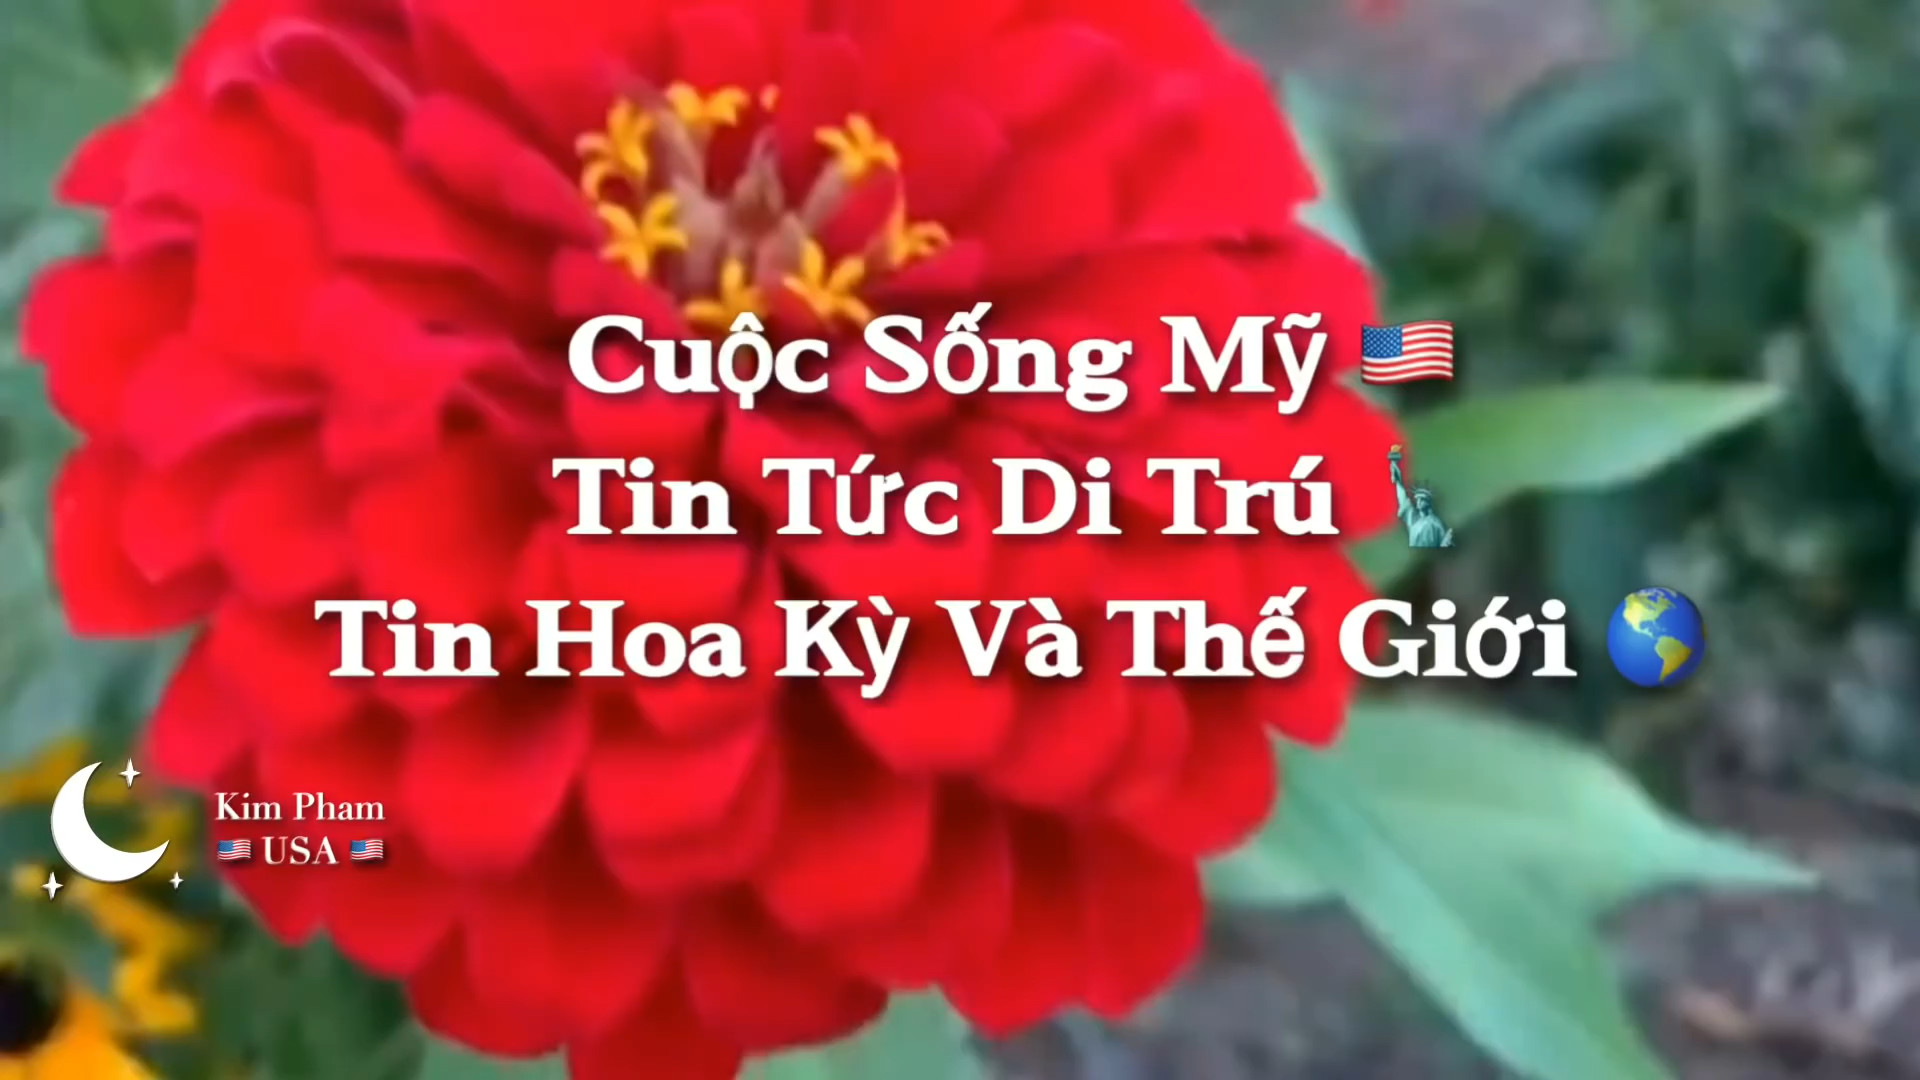 Cuộc Sống Mỹ 🇺🇸
Tin Tức Di Trú 🗽
Tin Hoa Kỳ Và Thế Giới 🌎
Kim Pham
🇺🇸 USA 🇺🇸